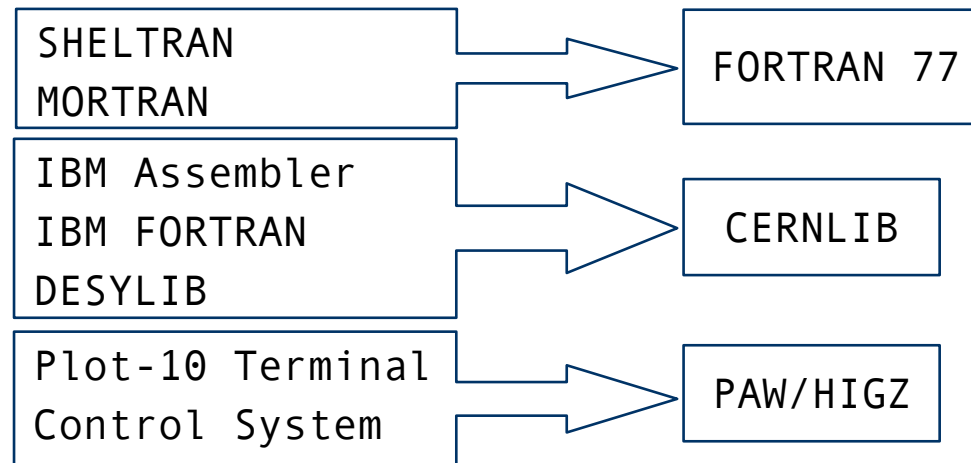 SHELTRAN
MORTRAN
FORTRAN 77
IBM Assembler
IBM FORTRAN
DESYLIB
CERNLIB
Plot-10 Terminal
Control System
PAW/HIGZ